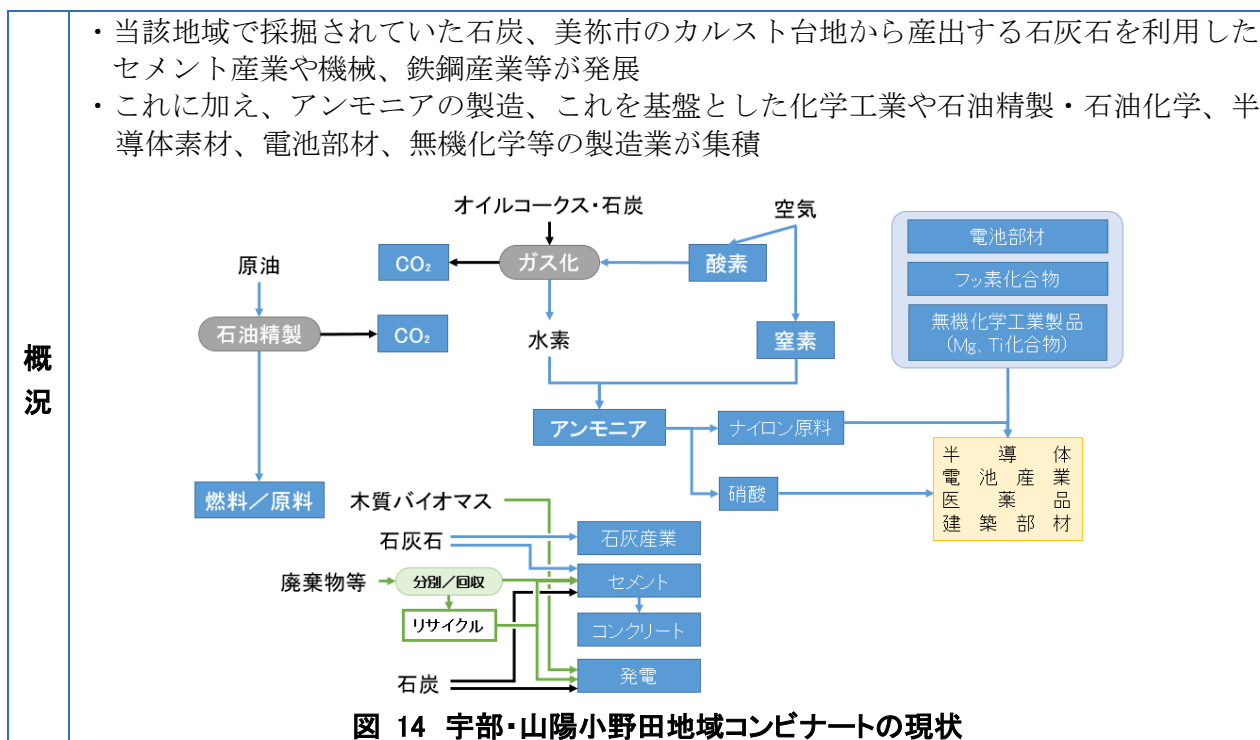 ・当該地域で採掘されていた石炭、美祢市のカルスト台地から産出する石灰石を利用した
セメント産業や機械、鉄鋼産業等が発展
・これに加え、アンモニアの製造、これを基盤とした化学工業や石油精製・石油化学、半
導体素材、電池部材、無機化学等の製造業が集積
概
況
オイルコークス・石炭
空気
電池部材
原油
CO₂
ガス化
酸素
フッ素化合物
石油精製
CO₂
水素
窒素
無機化学工業製品
(Mg、Ti化合物)
アンモニア
ナイロン原料
半導体
電池産業
医薬品
建築部材
燃料／原料
木質バイオマス
硝酸
石灰石
石灰産業
廃棄物等
分別／回収
セメント
リサイクル
コンクリート
石炭
発電
図 14 宇部・山陽小野田地域コンビナートの現状